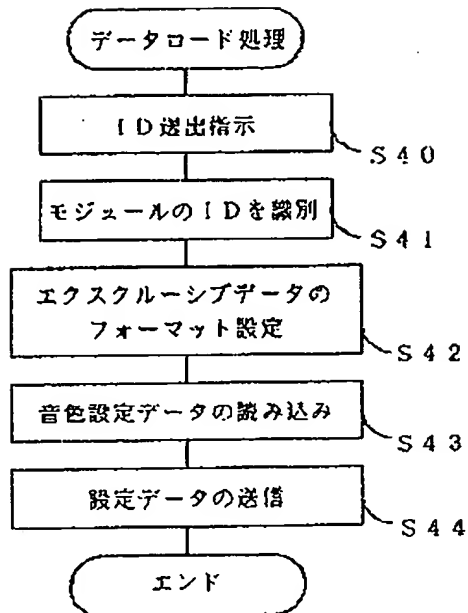 データロード処理
ＩＤ送出指示
Ｓ４０
モジュールのＩＤを識別
Ｓ４１
エクスクルーシブデータの
フォーマット設定
Ｓ４２
音色設定データの読み込み
Ｓ４３
設定データの送信
Ｓ４４
エンド